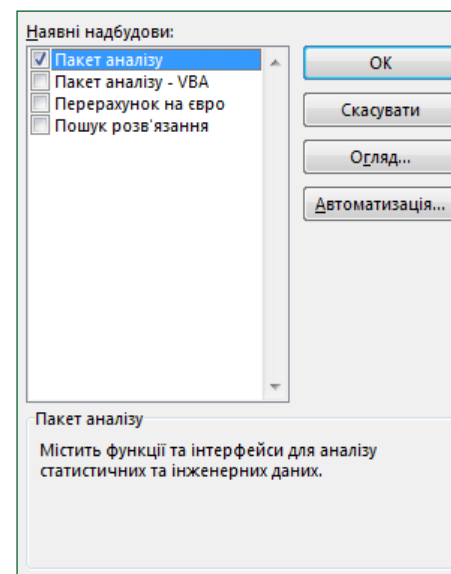 Наявні надбудови:
Пакет аналізу
Пакет аналізу - VBA
Перерахунок на євро
Пошук розв'язання
ОК
Скасувати
Огляд...
Автоматизація...
Пакет аналізу
Містить функції та інтерфейси для аналізу
статистичних та інженерних даних.